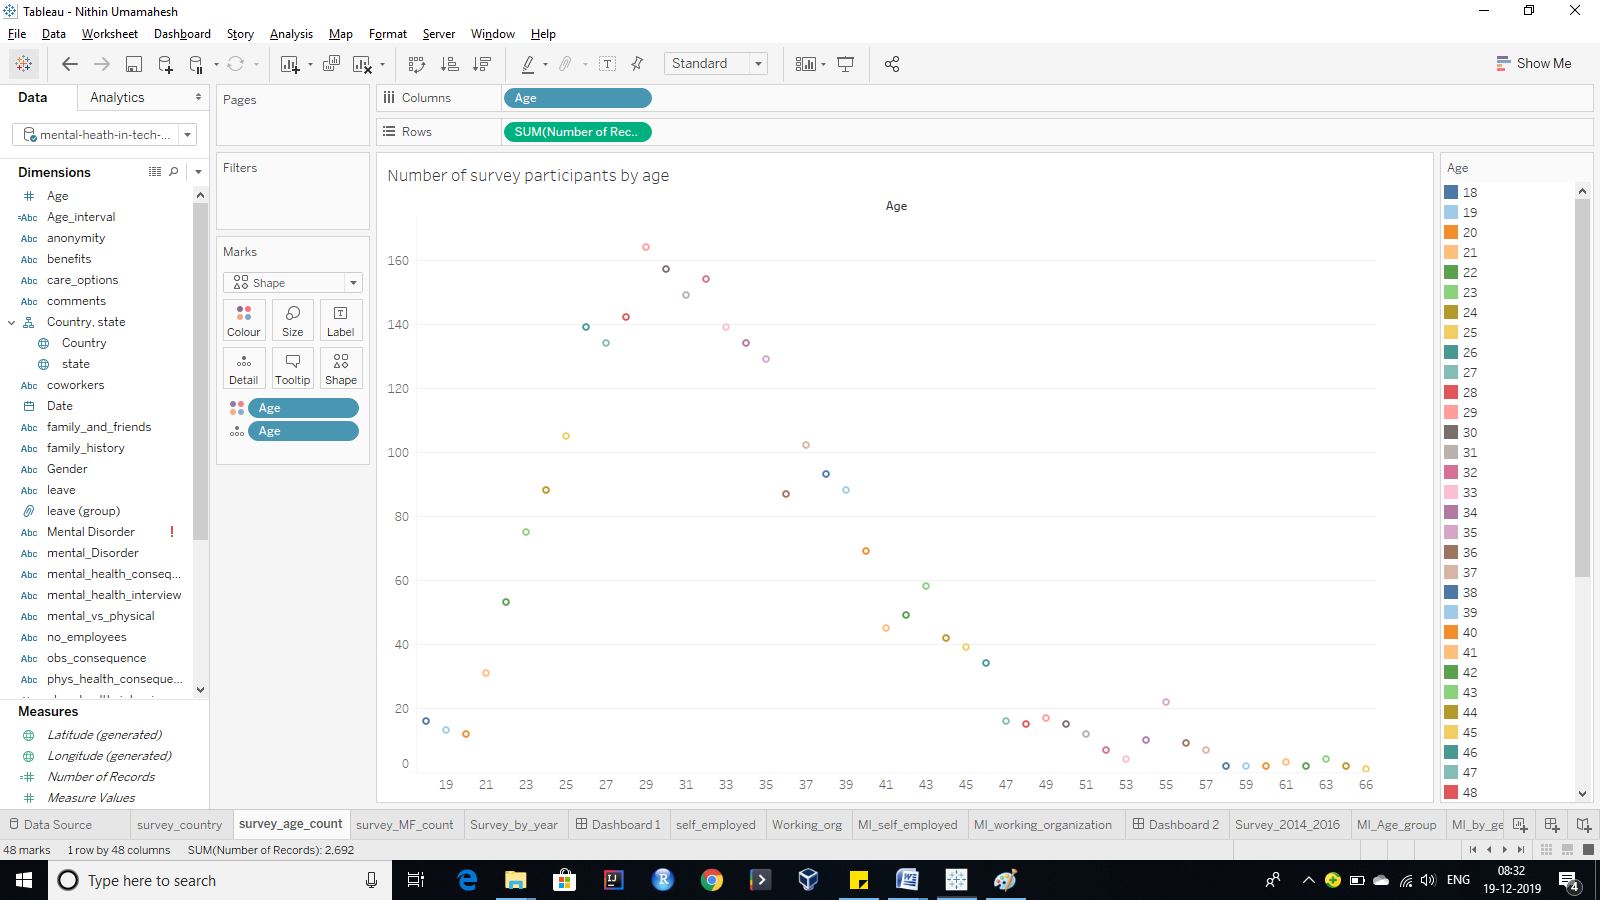 Tableau - Nithin Umamahesh
File Data Worksheet Dashboard Story Analysis Map Format Server Window Help
Standard
Show Me
Data Analytics
mental-heath-in-tech-...
Dimensions
Age
Age_interval
anonymity
benefits
care_options
comments
Country, state
Country
state
coworkers
Date
family_and_friends
family_history
Gender
leave
leave (group)
Mental Disorder !
mental_Disorder
mental_health_conseq...
mental_health_interview
mental_vs_physical
no_employees
obs_consequence
phys_health_conseque...
Measures
Latitude (generated)
Longitude (generated)
Number of Records
Measure Values
Pages
Filters
Marks
Shape
Colour Size Label
Detail Tooltip Shape
Age
Age
Columns Age
Rows SUM(Number of Rec..
Number of survey participants by age
Age
160
140
120
100
80
60
40
20
0
19 21 23 25 27 29 31 33 35 37 39 41 43 45 47 49 51 53 55 57 59 61 63 66
Age
18
19
20
21
22
23
24
25
26
27
28
29
30
31
32
33
34
35
36
37
38
39
40
41
42
43
44
45
46
47
48
Data Source survey_country survey_age_count survey_MF_count Survey_by_year Dashboard 1 self_employed Working_org MI_self_employed MI_working_organization Dashboard 2 Survey_2014_2016 MI_Age_group MI_by_ge
48 marks 1 row by 48 columns SUM(Number of Records): 2,692
Type here to search
ENG
08:32
19-12-2019
4